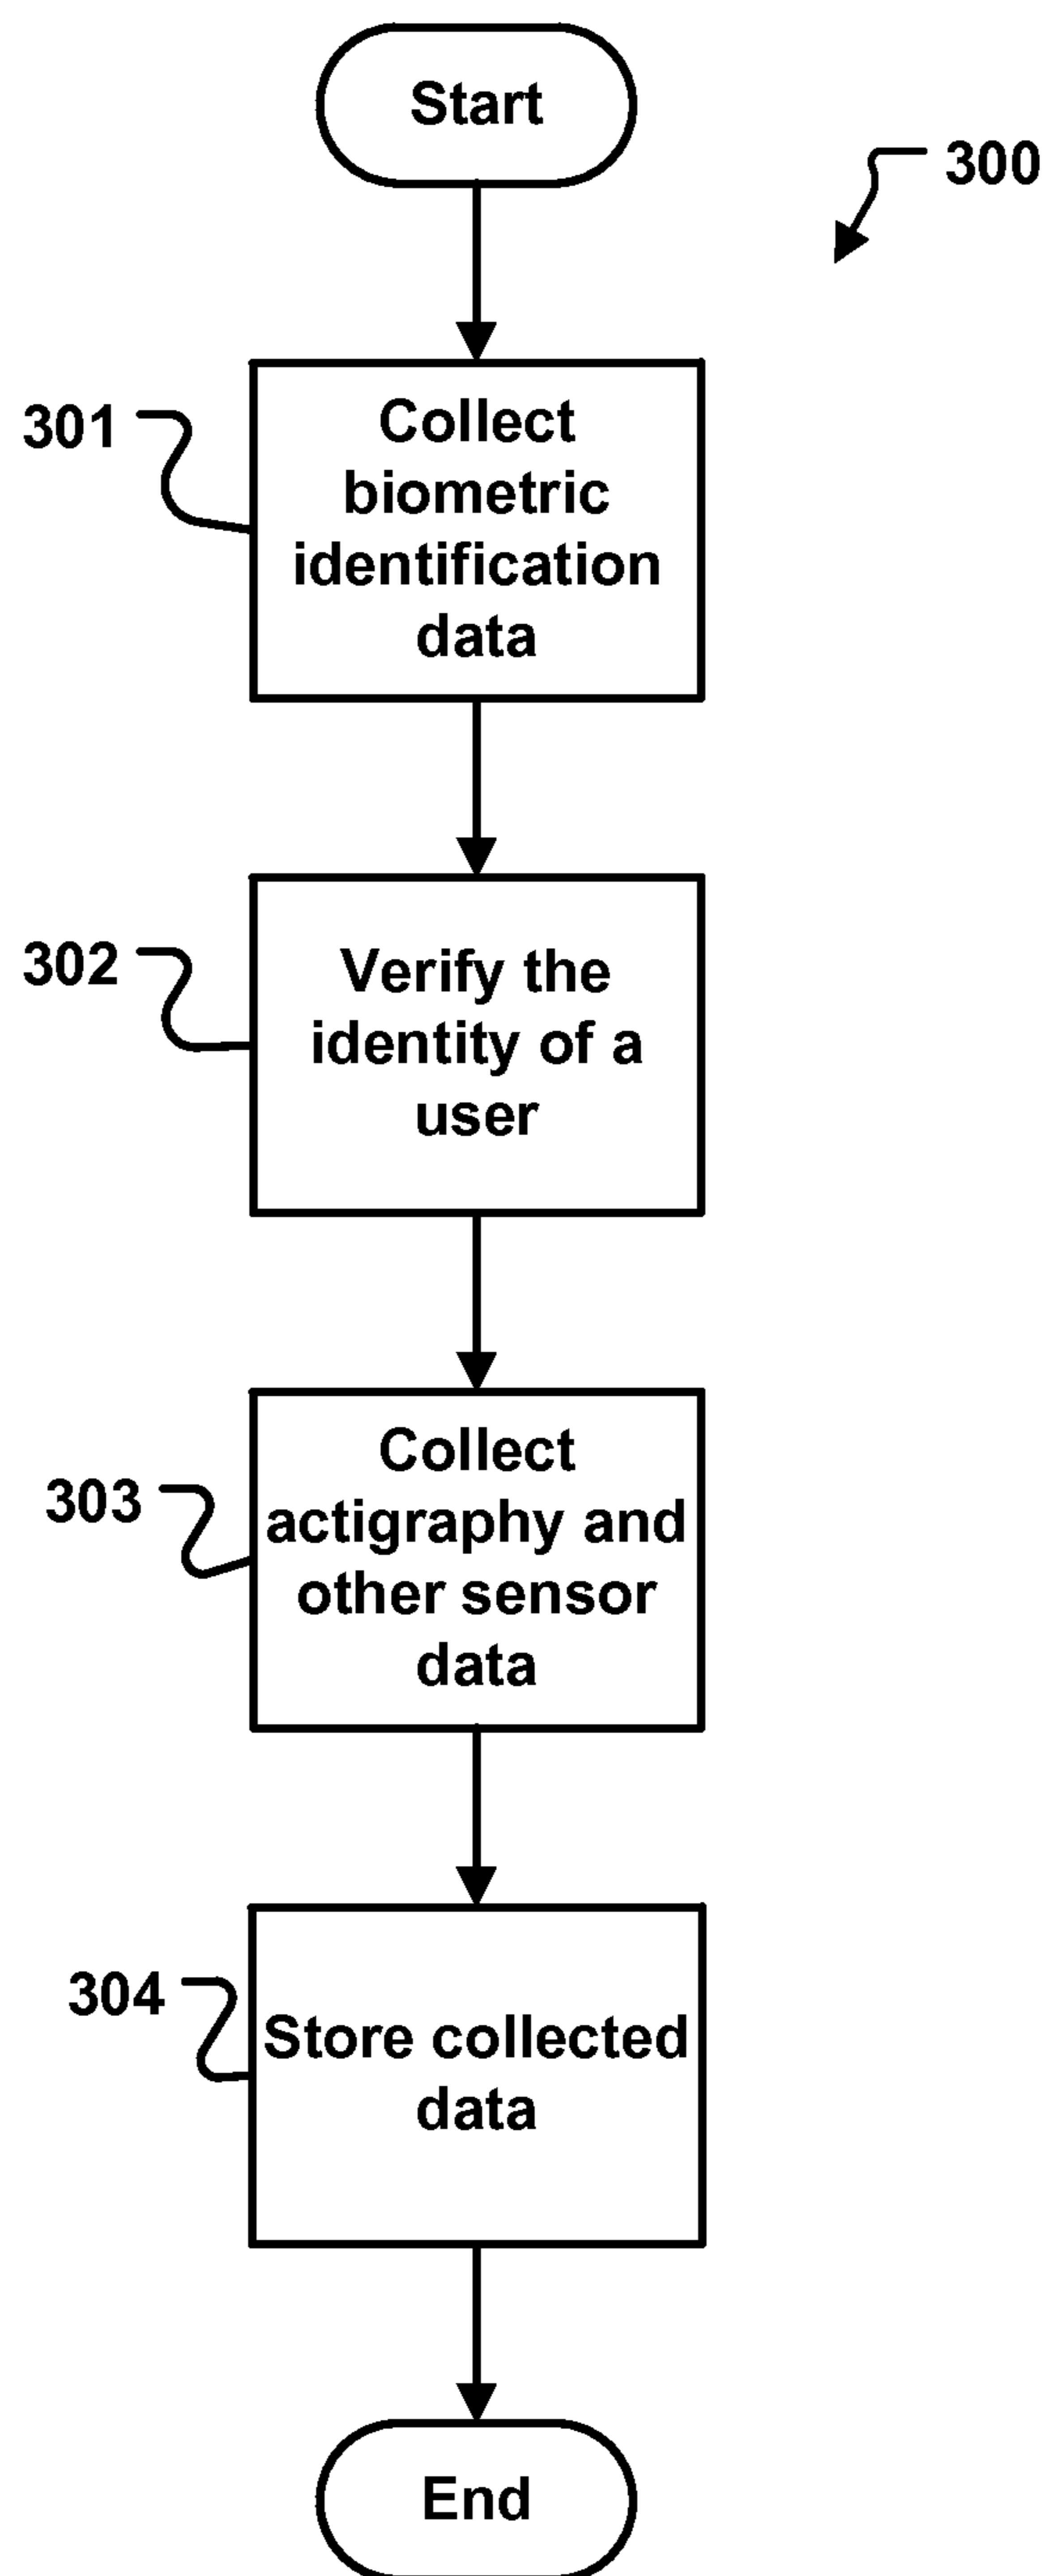 Start
300
301
Collect
biometric
identification
data
302
Verify the
identity of a
user
303
Collect
actigraphy and
other sensor
data
304
Store collected
data
End